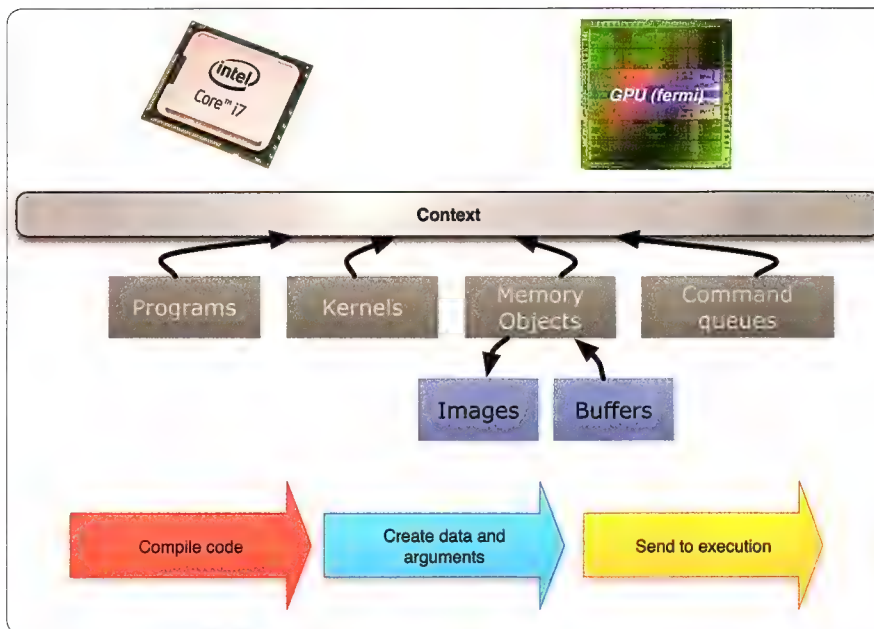 intel
Core™ i7
GPU (fermi)
Context
Programs
Kernels
Memory
Objects
Command
queues
Images
Buffers
Compile code
Create data and
arguments
Send to execution